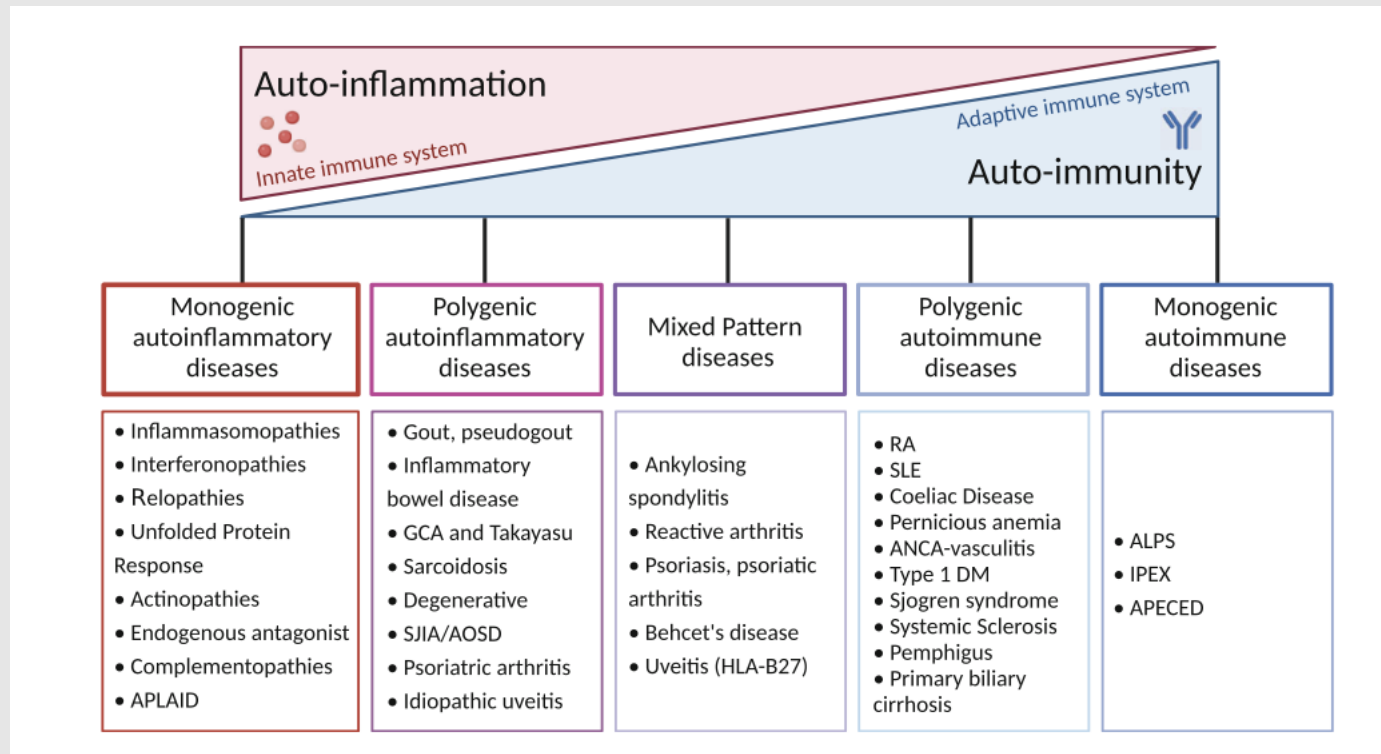 Auto-inflammation
Innate immune system
Adaptive immune system
Auto-immunity
Monogenic
autoinflammatory
diseases
Polygenic
autoinflammatory
diseases
Mixed Pattern
diseases
Polygenic
autoimmune
diseases
Monogenic
autoimmune
diseases
• Inflammasomopathies
• Interferonopathies
• Relopathies
• Unfolded Protein
Response
• Actinopathies
• Endogenous antagonist
• Complementopathies
• APLAID
• Gout, pseudogout
• Inflammatory
bowel disease
• GCA and Takayasu
• Sarcoidosis
• Degenerative
• SJIA/AOSD
• Psoriatric arthritis
• Idiopathic uveitis
• Ankylosing
spondylitis
• Reactive arthritis
• Psoriasis, psoriatic
arthritis
• Behcet's disease
• Uveitis (HLA-B27)
• RA
• SLE
• Coeliac Disease
• Pernicious anemia
• ANCA-vasculitis
• Type 1 DM
• Sjogren syndrome
• Systemic Sclerosis
• Pemphigus
• Primary biliary
cirrhosis
• ALPS
• IPEX
• APECED